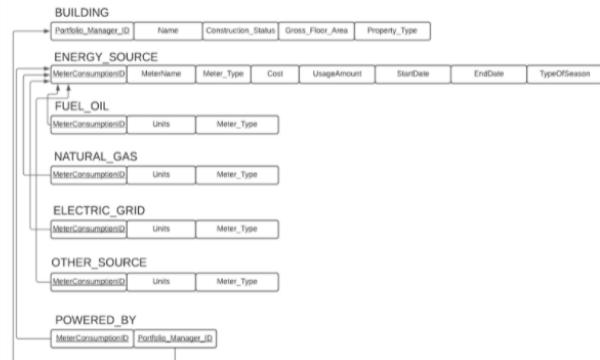 BUILDING
Portfolio_Manager_ID Name Construction_Status Gross_Floor_Area Property_Type
ENERGY_SOURCE
MeterConsumptionID MeterName Meter_Type Cost UsageAmount StartDate EndDate TypeOfSeason
FUEL_OIL
MeterConsumptionID Units Meter_Type
NATURAL_GAS
MeterConsumptionID Units Meter_Type
ELECTRIC_GRID
MeterConsumptionID Units Meter_Type
OTHER_SOURCE
MeterConsumptionID Units Meter_Type
POWERED_BY
MeterConsumptionID Portfolio_Manager_ID